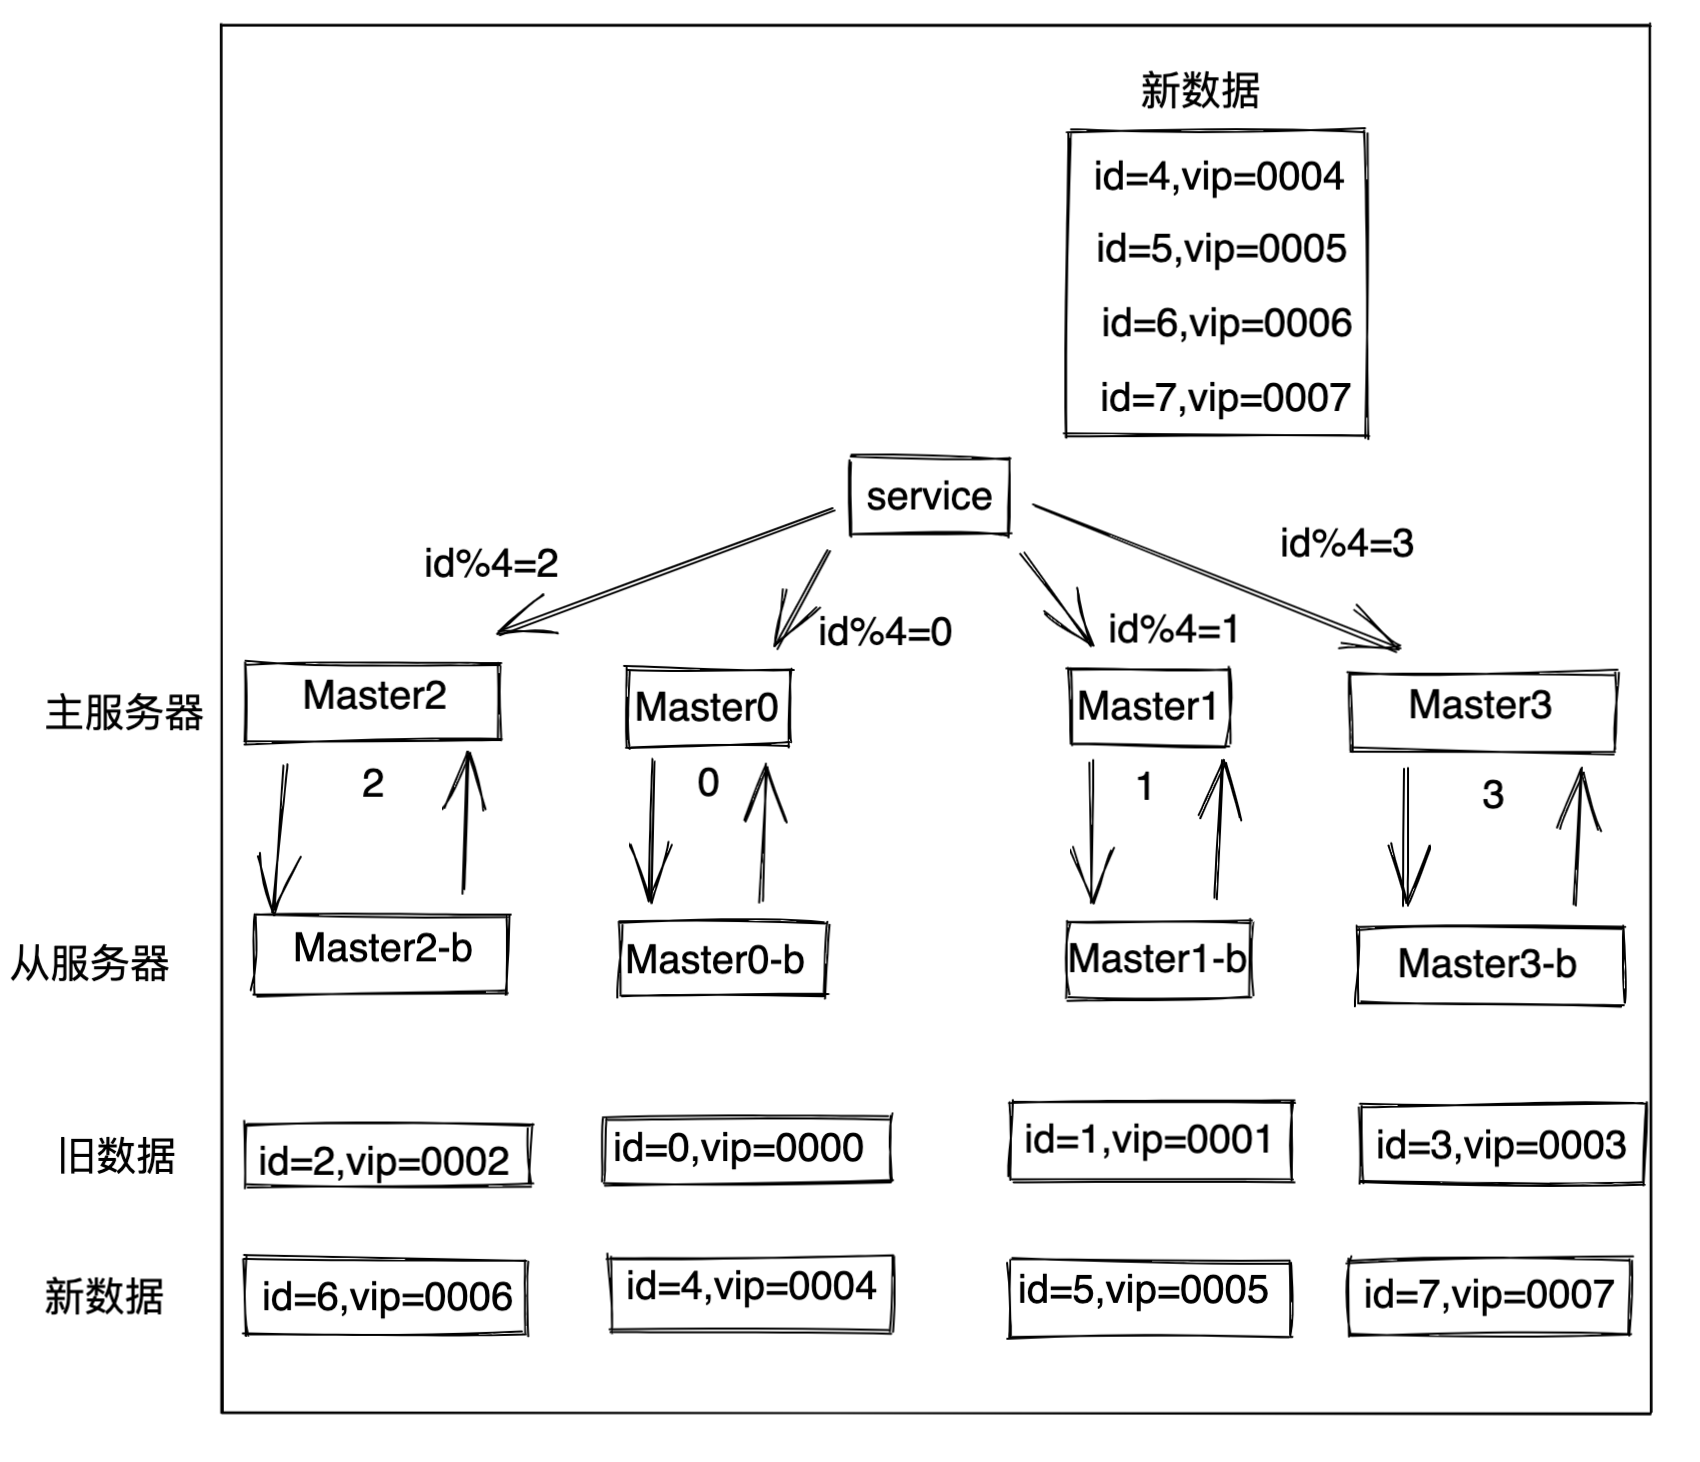 新数据
id=4,vip=0004
id=5,vip=0005
id=6,vip=0006
id=7,vip=0007
service
id%4=2
id%4=0
id%4=1
id%4=3
主服务器
Master2
Master0
Master1
Master3
2
0
1
3
从服务器
Master2-b
Master0-b
Master1-b
Master3-b
旧数据
id=2,vip=0002
id=0,vip=0000
id=1,vip=0001
id=3,vip=0003
新数据
id=6,vip=0006
id=4,vip=0004
id=5,vip=0005
id=7,vip=0007